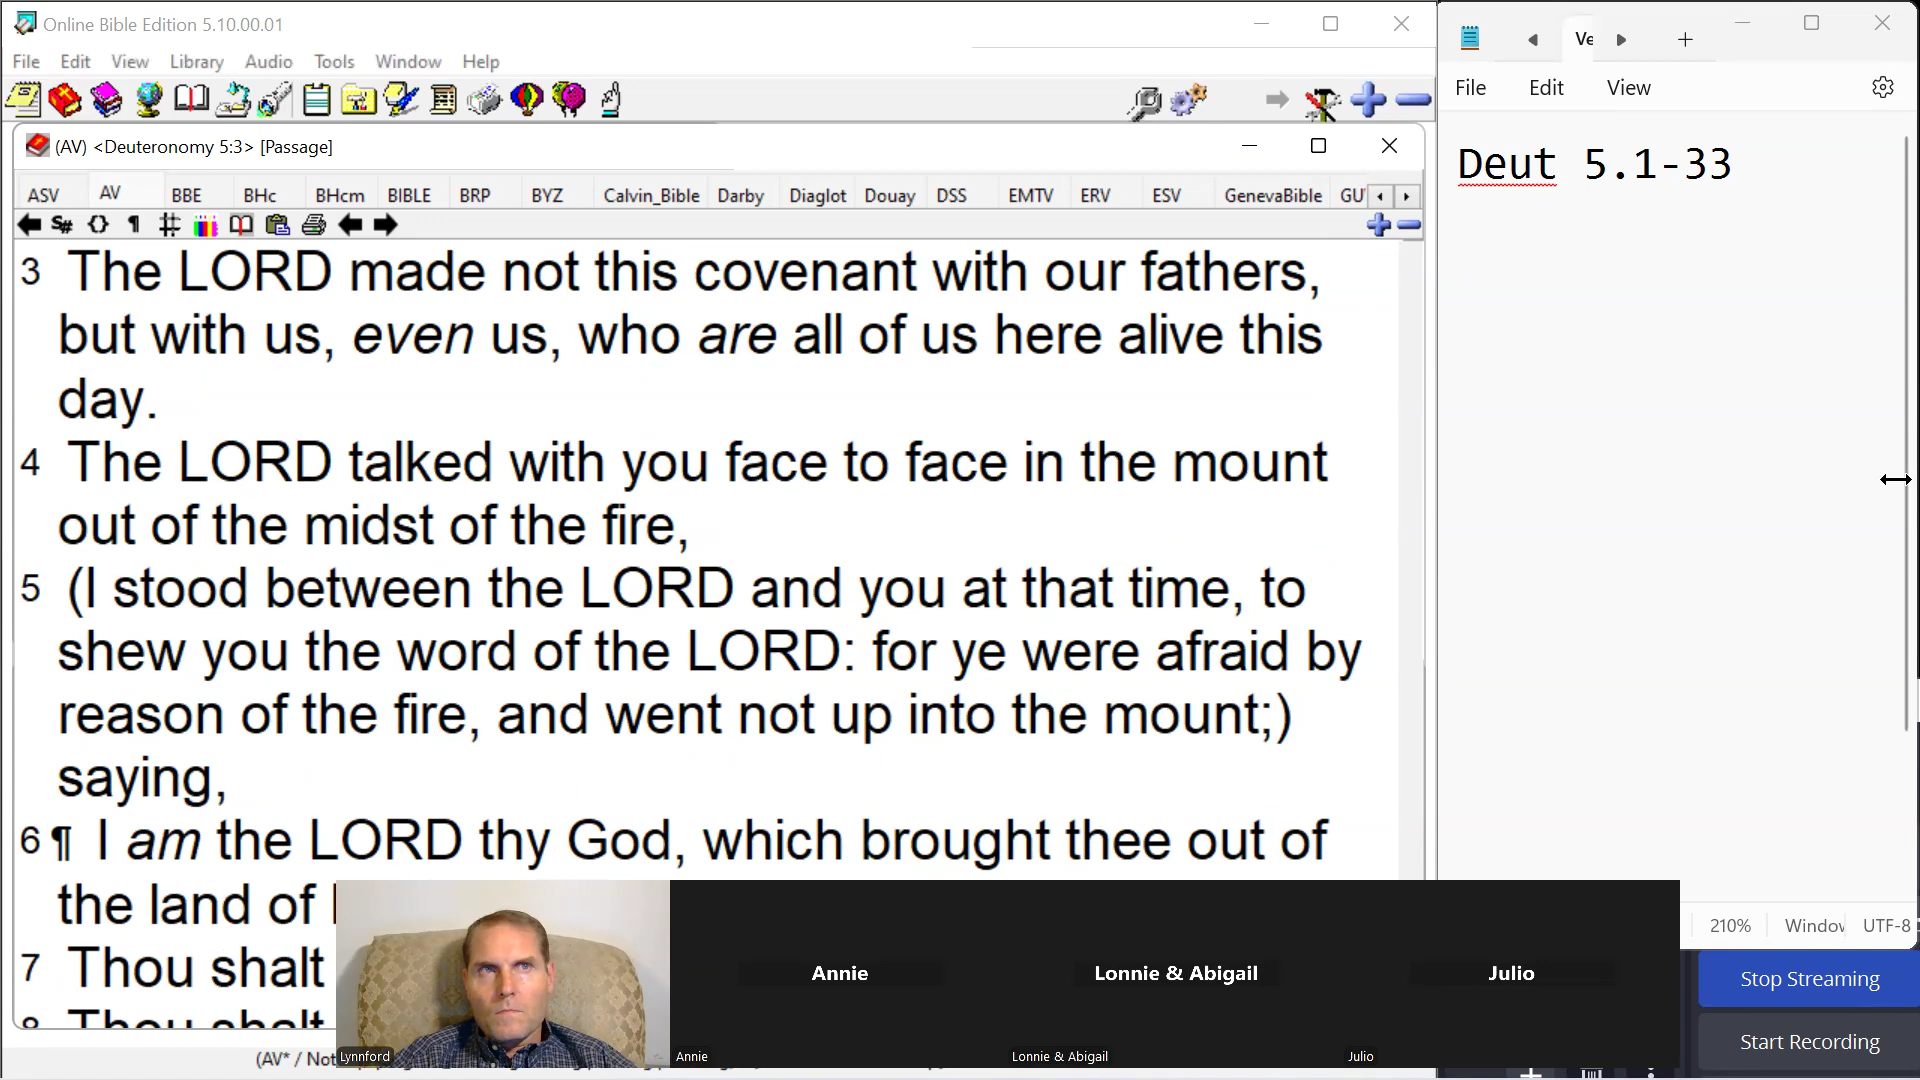 Online Bible Edition 5.10.00.01
File Edit View Library Audio Tools Window Help
(AV) <Deuteronomy 5:3> [Passage]
ASV AV BBE BHc BHcm BIBLE BRP BYZ Calvin_Bible Darby Diaglot Douay DSS EMTV ERV ESV GenevaBible
3 The LORD made not this covenant with our fathers,
but with us, even us, who are all of us here alive this
day.
4 The LORD talked with you face to face in the mount
out of the midst of the fire,
5 (I stood between the LORD and you at that time, to
shew you the word of the LORD: for ye were afraid by
reason of the fire, and went not up into the mount;)
saying,
6 ¶ I am the LORD thy God, which brought thee out of
the land of
7 Thou shalt
8 Thou shalt
(AV* / Not
File Edit View
Deut 5.1-33
210% UTF-8
Stop Streaming
Start Recording
Annie
Lonnie & Abigail
Julio
Lynnford
Annie
Lonnie & Abigail
Julio